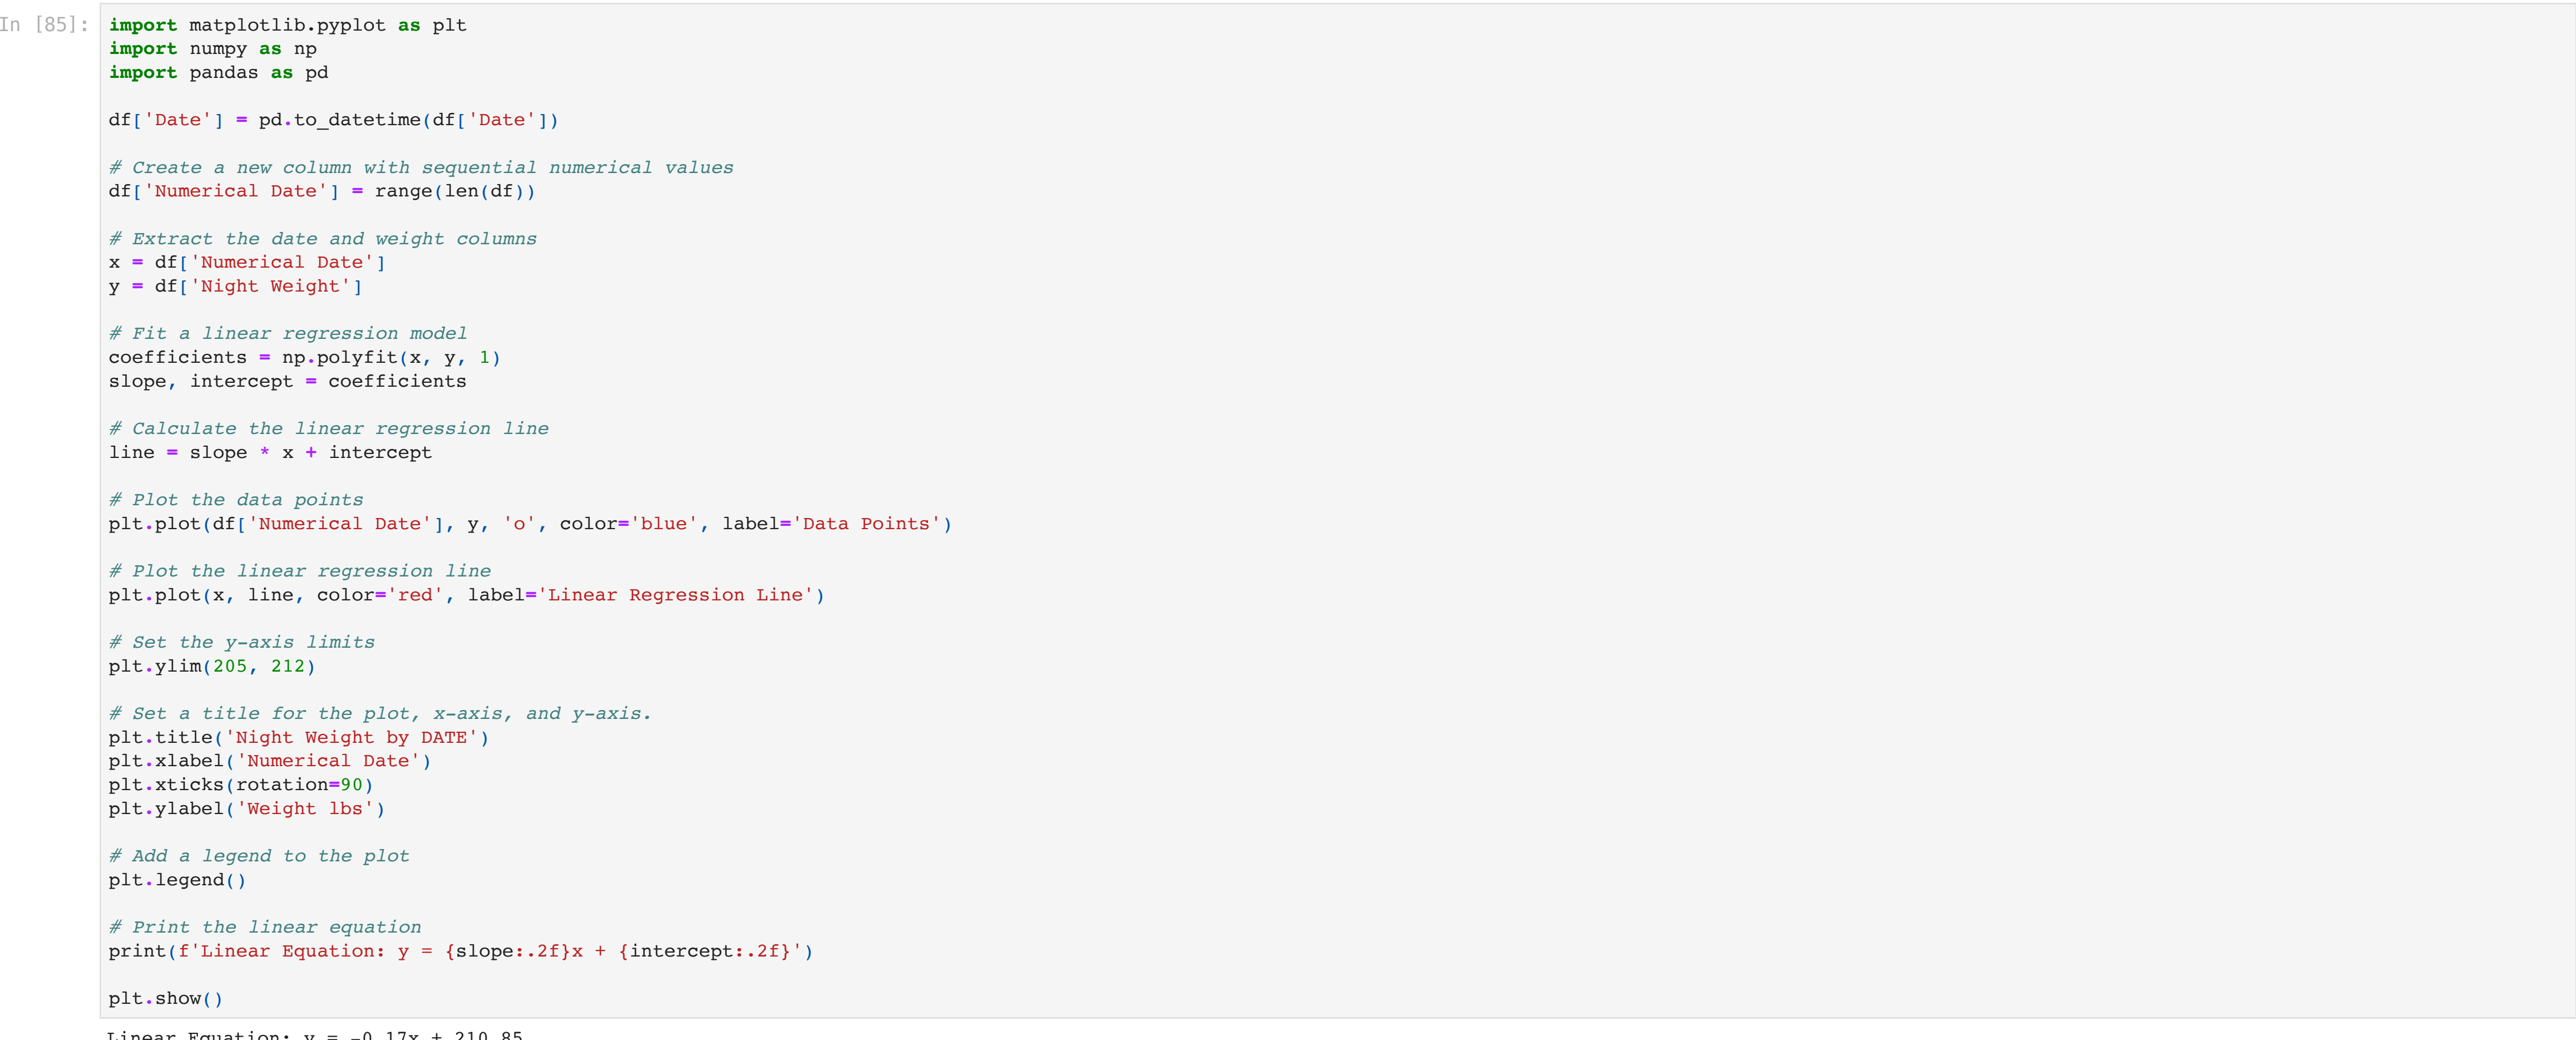 In [85]:
import matplotlib.pyplot as plt
import numpy as np
import pandas as pd
df['Date'] = pd.to_datetime(df['Date'])
# Create a new column with sequential numerical values
df['Numerical Date'] = range(len(df))
# Extract the date and weight columns
x = df['Numerical Date']
y = df['Night Weight']
# Fit a linear regression model
coefficients = np.polyfit(x, y, 1)
slope, intercept = coefficients
# Calculate the linear regression line
line = slope * x + intercept
# Plot the data points
plt.plot(df['Numerical Date'], y, 'o', color='blue', label='Data Points')
# Plot the linear regression line
plt.plot(x, line, color='red', label='Linear Regression Line')
# Set the y-axis limits
plt.ylim(205, 212)
# Set a title for the plot, x-axis, and y-axis.
plt.title('Night Weight by DATE')
plt.xlabel('Numerical Date')
plt.xticks(rotation=90)
plt.ylabel('Weight lbs')
# Add a legend to the plot
plt.legend()
# Print the linear equation
print(f'Linear Equation: y = {slope:.2f}x + {intercept:.2f}')
plt.show()
Linear Equation: y = -0.17x + 210.85